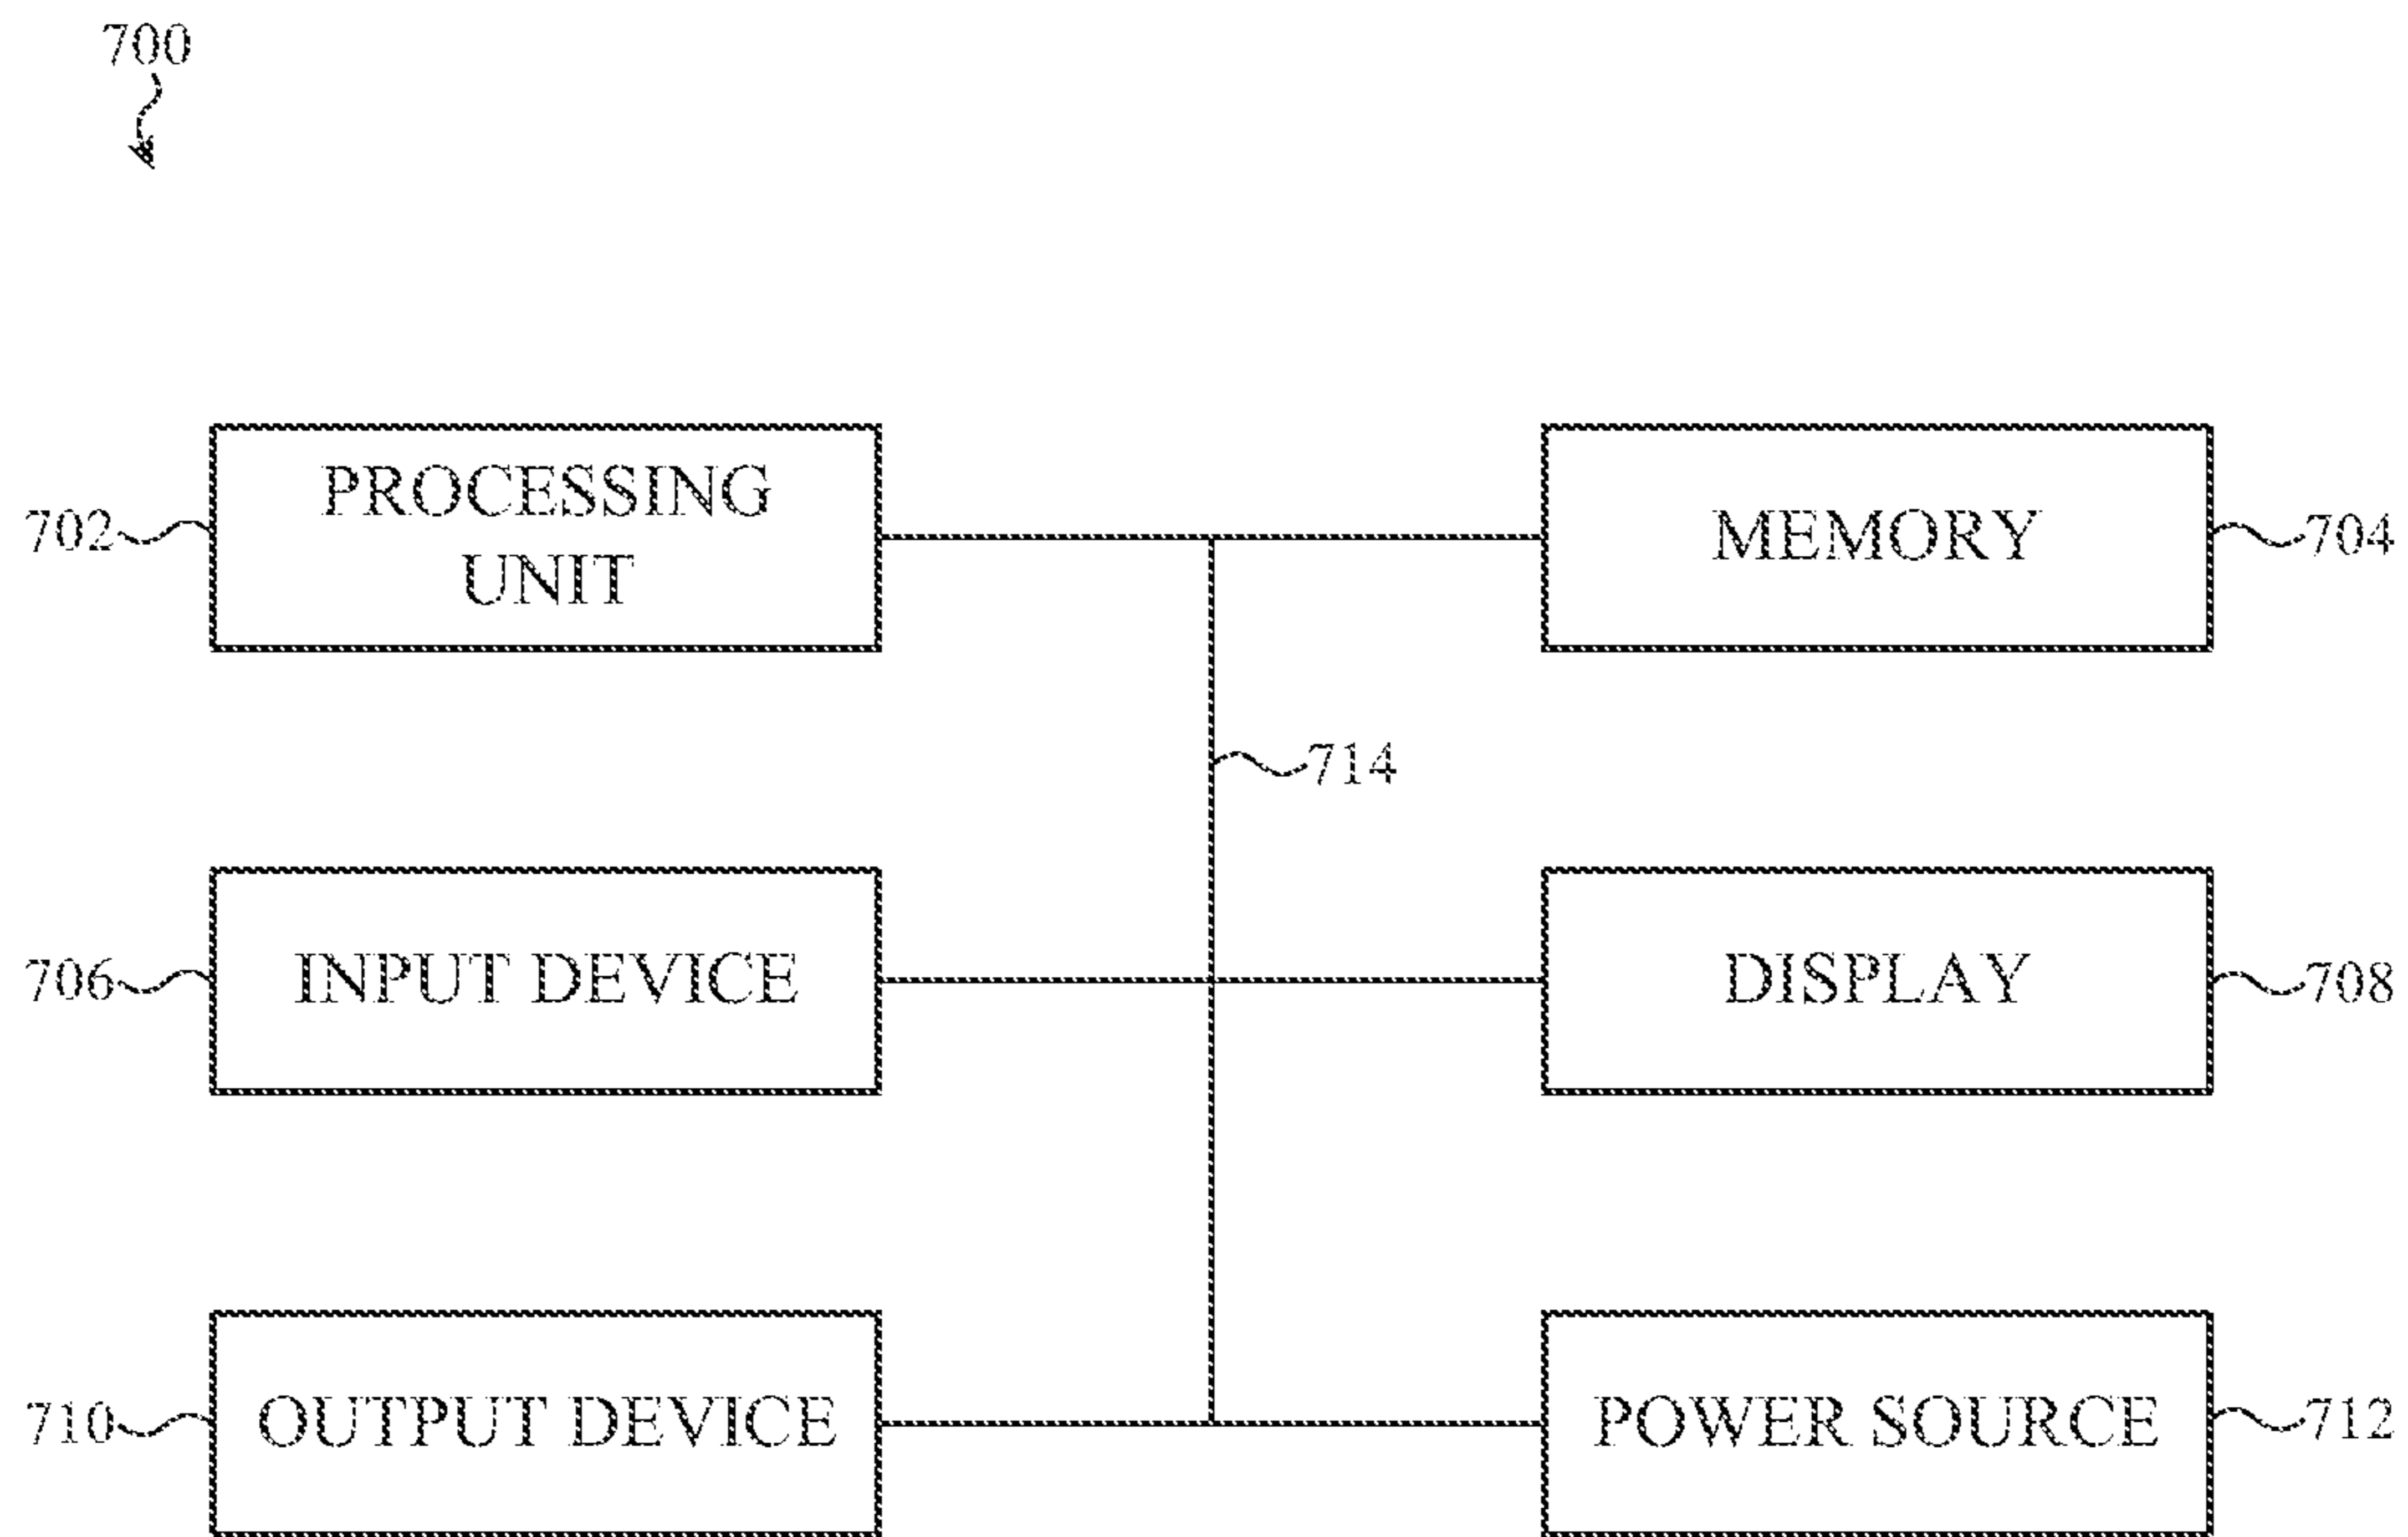 700
702
PROCESSING
UNIT
MEMORY
704
714
706
INPUT DEVICE
DISPLAY
708
710
OUTPUT DEVICE
POWER SOURCE
712